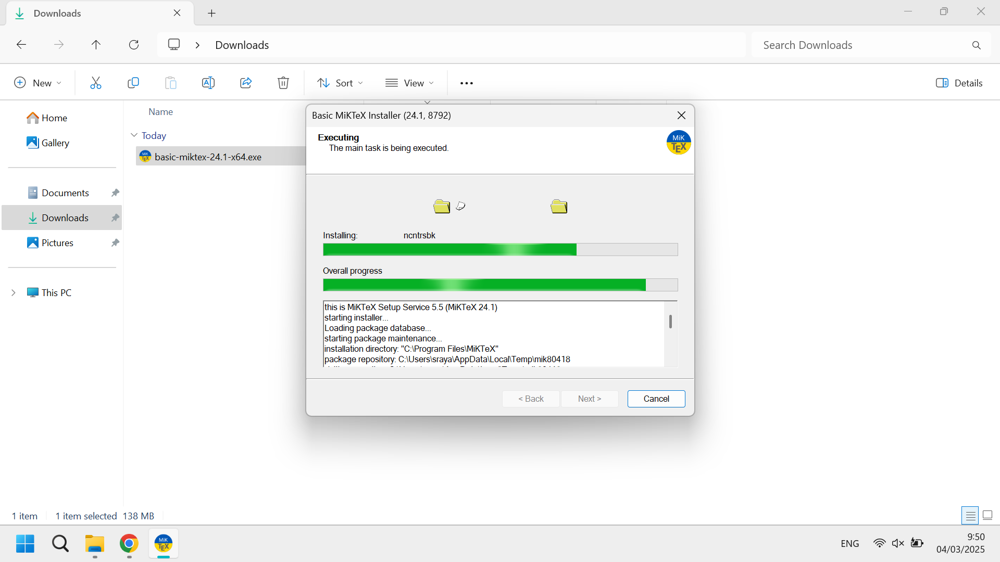 Downloads
Downloads
Search Downloads
New
Sort
View
Details
Home
Gallery
Documents
Downloads
Pictures
This PC
Name
Today
basic-miktex-24.1-x64.exe
Basic MiKTeX Installer (24.1, 8792)
Executing
The main task is being executed.
MiK
TEX
Installing: ncntrsbk
Overall progress
this is MiKTeX Setup Service 5.5 (MiKTeX 24.1)
starting installer...
Loading package database...
starting package maintenance...
installation directory: "C:\Program Files\MiKTeX"
package repository: C:\Users\sraya\AppData\Local\Temp\mik80418
< Back
Next >
Cancel
1 item
1 item selected 138 MB
MiK
TEX
ENG
9:50
04/03/2025